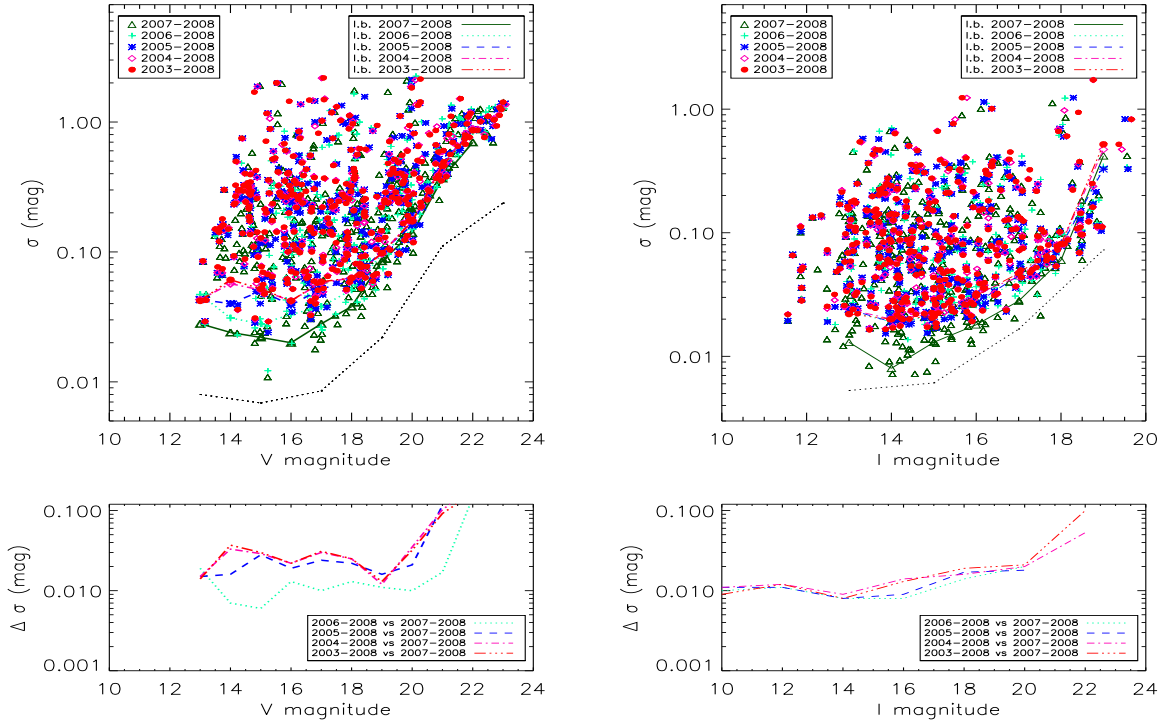 2007-2008
2006-2008
2005-2008
2004-2008
2003-2008
l.b. 2007-2008
l.b. 2006-2008
l.b. 2005-2008
l.b. 2004-2008
l.b. 2003-2008
1.00
0.10
0.01
σ (mag)
10 12 14 16 18 20 22 24
V magnitude
2007-2008
2006-2008
2005-2008
2004-2008
2003-2008
l.b. 2007-2008
l.b. 2006-2008
l.b. 2005-2008
l.b. 2004-2008
l.b. 2003-2008
1.00
0.10
0.01
σ (mag)
10 12 14 16 18 20
I magnitude
0.100
0.010
0.001
Δ σ (mag)
2006-2008 vs 2007-2008
2005-2008 vs 2007-2008
2004-2008 vs 2007-2008
2003-2008 vs 2007-2008
10 12 14 16 18 20 22 24
V magnitude
0.100
0.010
0.001
Δ σ (mag)
2006-2008 vs 2007-2008
2005-2008 vs 2007-2008
2004-2008 vs 2007-2008
2003-2008 vs 2007-2008
10 12 14 16 18 20 22 24
I magnitude